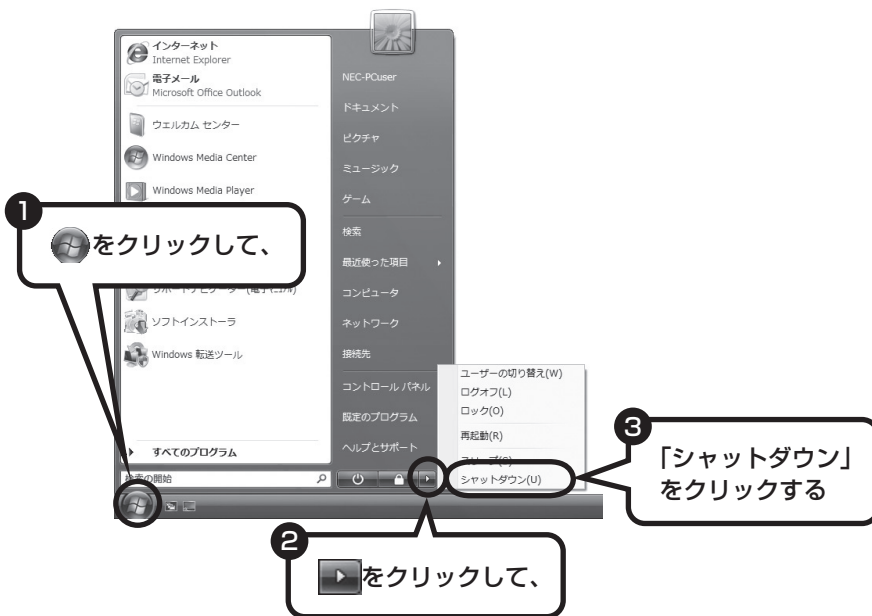 インターネット
Internet Explorer
電子メール
Microsoft Office Outlook
ウェルカム センター
Windows Media Center
Windows Media Player
ソフトインストーラ
Windows 転送ツール
すべてのプログラム
検索の開始
NEC-PCuser
ドキュメント
ピクチャ
ミュージック
ゲーム
検索
最近使った項目
コンピュータ
ネットワーク
接続先
コントロール パネル
既定のプログラム
ヘルプとサポート
ユーザーの切り替え(W)
ログオフ(L)
ロック(O)
再起動(R)
シャットダウン(U)
1
をクリックして、
2
をクリックして、
3
「シャットダウン」
をクリックする